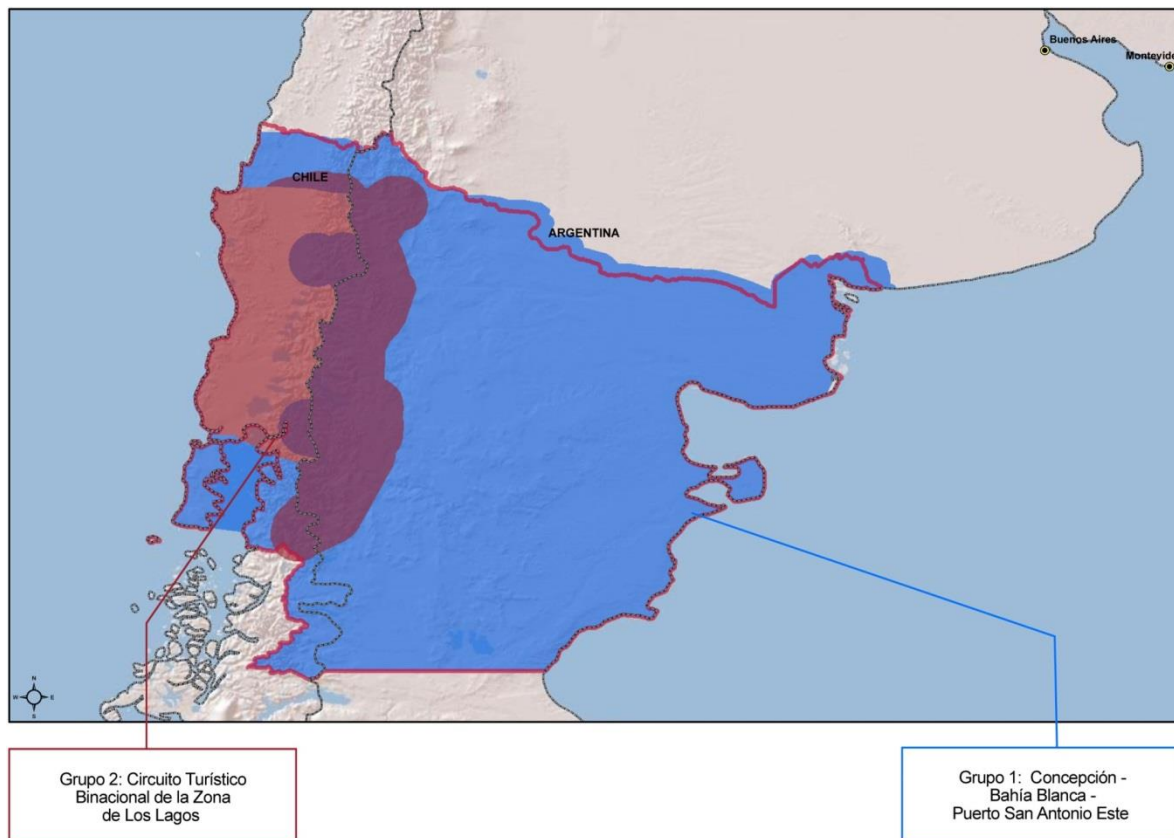 Buenos Aires
Montevide
CHILE
ARGENTINA
N
W E
S
Grupo 2: Circuito Turístico
Binacional de la Zona
de Los Lagos
Grupo 1: Concepción -
Bahía Blanca -
Puerto San Antonio Este